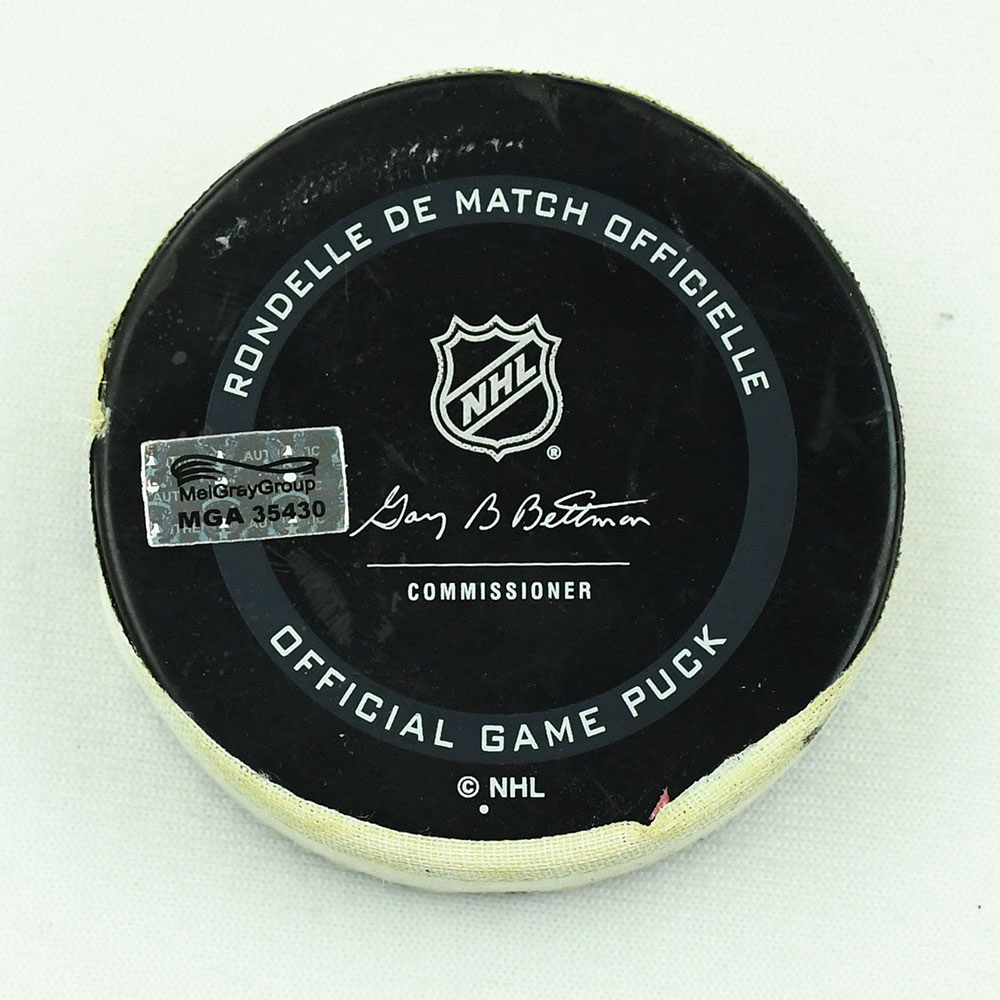 RONDELLE DE MATCH OFFICIELLE
NHL
®
Gary B Bettman
COMMISSIONER
MeiGrayGroup
MGA 35430
OFFICIAL GAME PUCK
© NHL